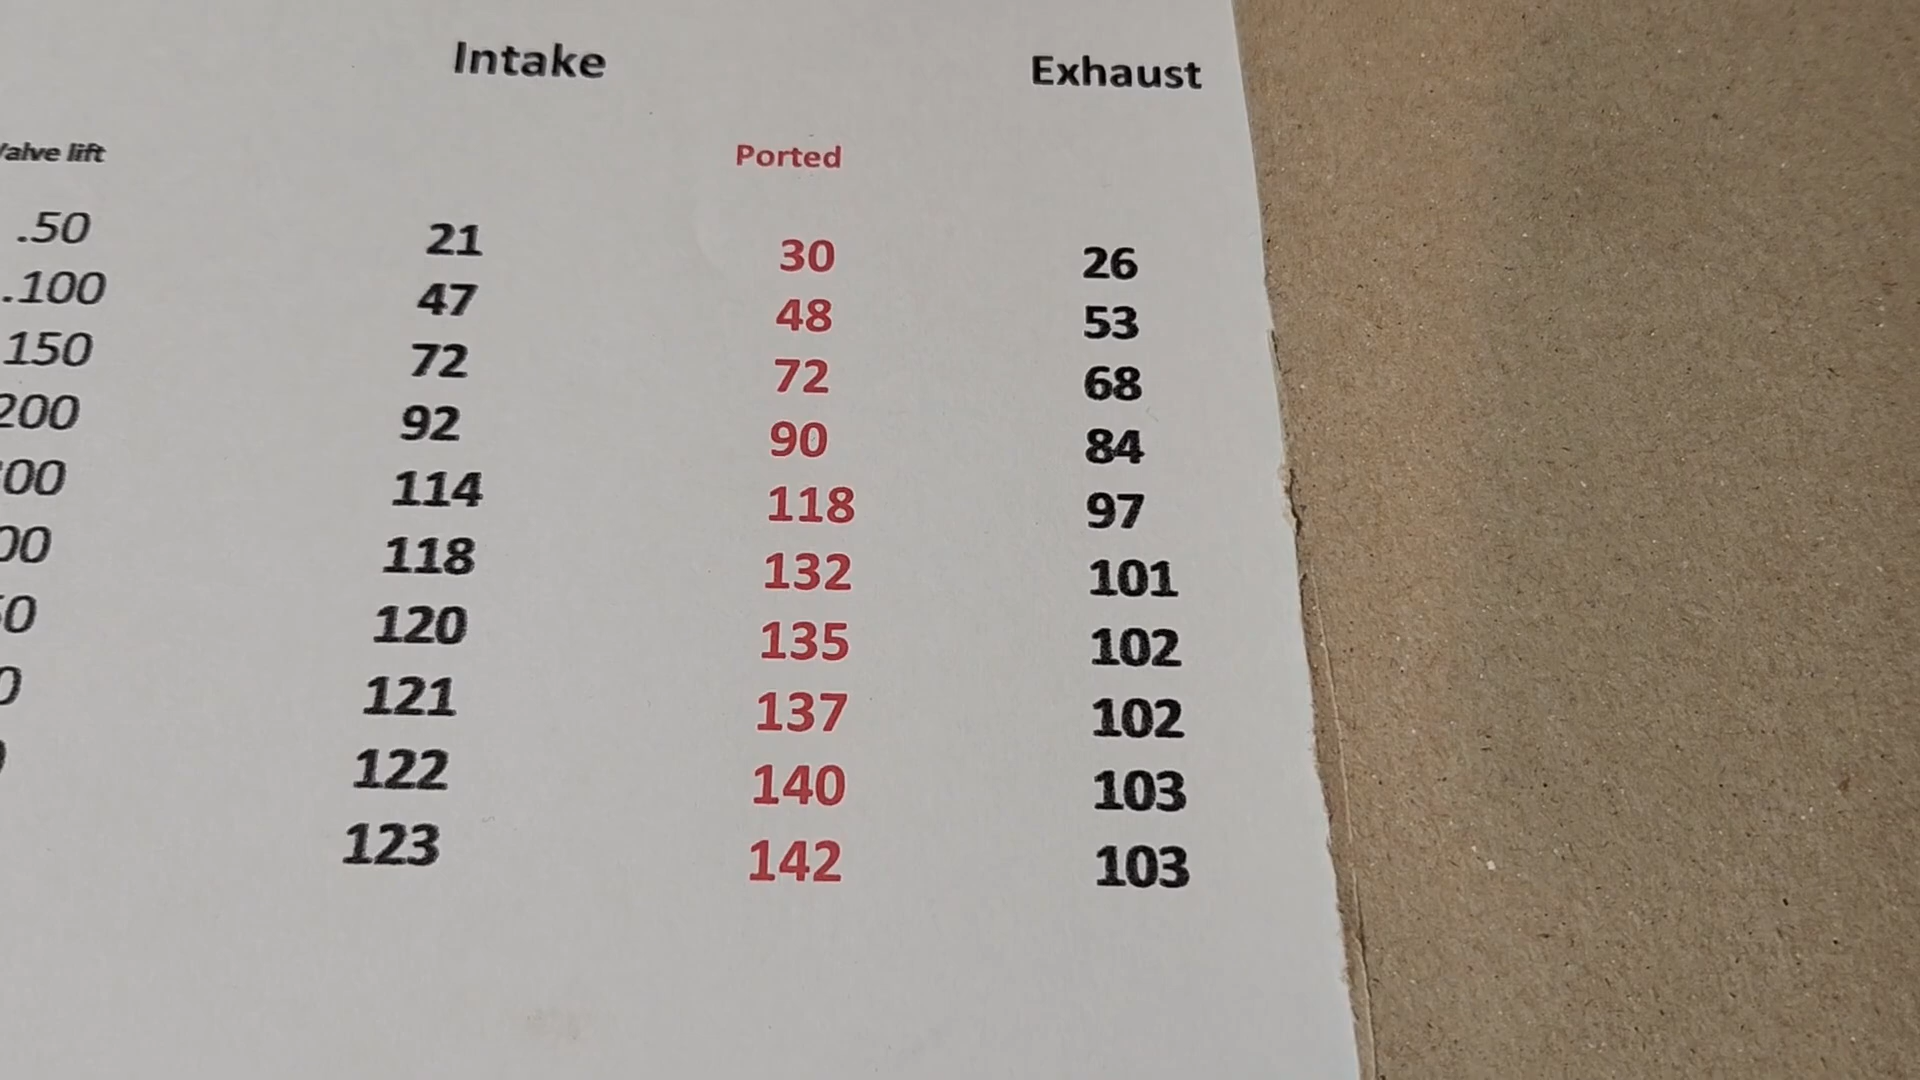 Intake Exhaust
Valve lift Ported
.50 21 30 26
.100 47 48 53
150 72 72 68
200 92 90 84
00 114 118 97
00 118 132 101
50 120 135 102
0 121 137 102
122 140 103
123 142 103